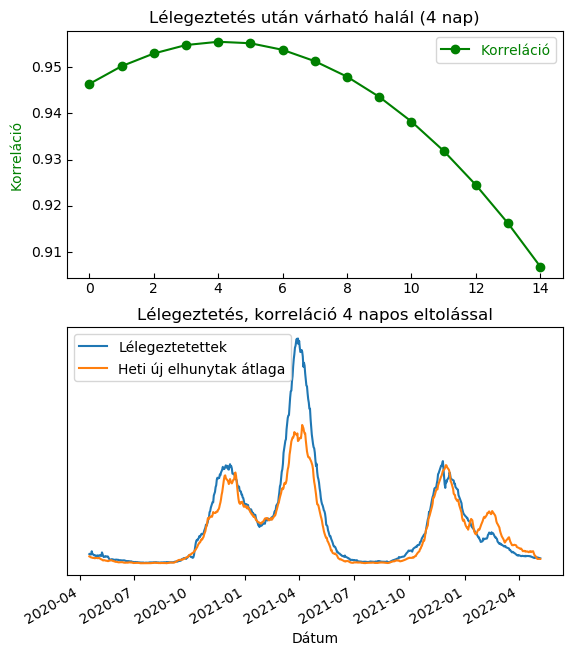 Lélegeztetés után várható halál (4 nap)
Korreláció
Korreláció
0.95
0.94
0.93
0.92
0.91
0 2 4 6 8 10 12 14
Lélegeztetés, korreláció 4 napos eltolással
Lélegeztetettek
Heti új elhunytak átlaga
2020-04 2020-07 2020-10 2021-01 2021-04 2021-07 2021-10 2022-01 2022-04
Dátum